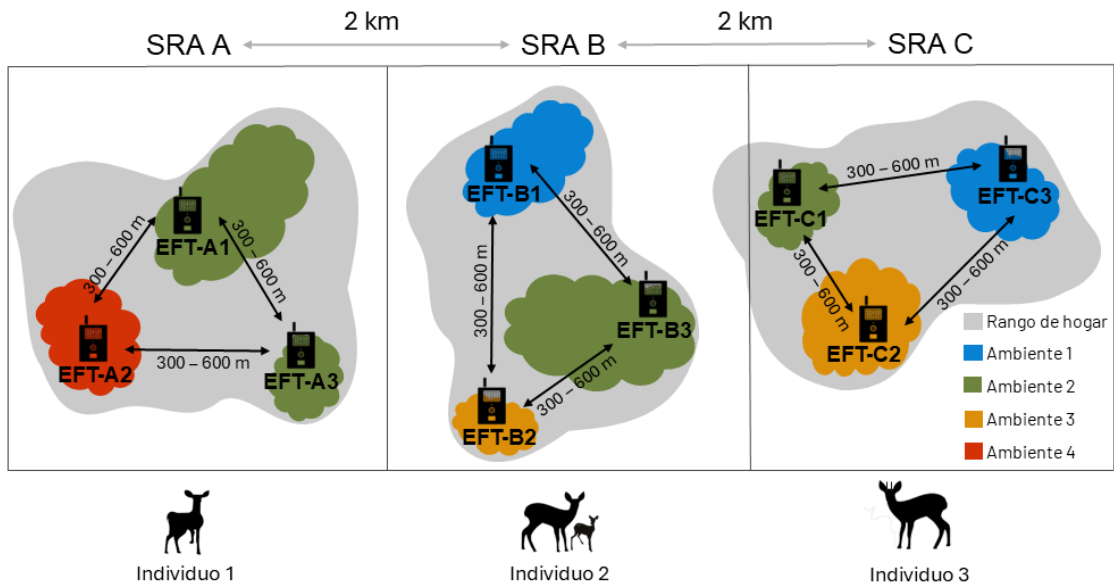 2 km
2 km
SRA A
SRA B
SRA C
EFT-A1
300 – 600 m
300 – 600 m
EFT-A2
300 – 600 m
EFT-A3
EFT-B1
300 – 600 m
300 – 600 m
EFT-B3
300 – 600 m
EFT-B2
300 – 600 m
EFT-C1
EFT-C3
300 – 600 m
300 – 600 m
EFT-C2
Rango de hogar
Ambiente 1
Ambiente 2
Ambiente 3
Ambiente 4
Individuo 1
Individuo 2
Individuo 3